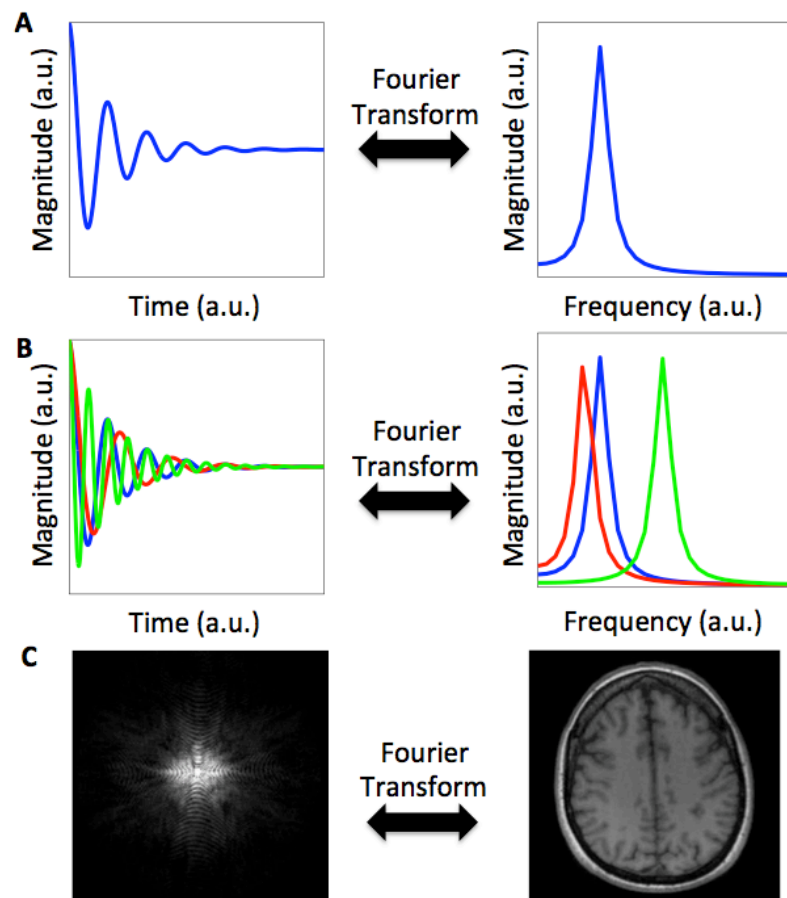 A
Magnitude (a.u.)
Time (a.u.)
Fourier
Transform
Magnitude (a.u.)
Frequency (a.u.)
B
Magnitude (a.u.)
Time (a.u.)
Fourier
Transform
Magnitude (a.u.)
Frequency (a.u.)
C
Fourier
Transform